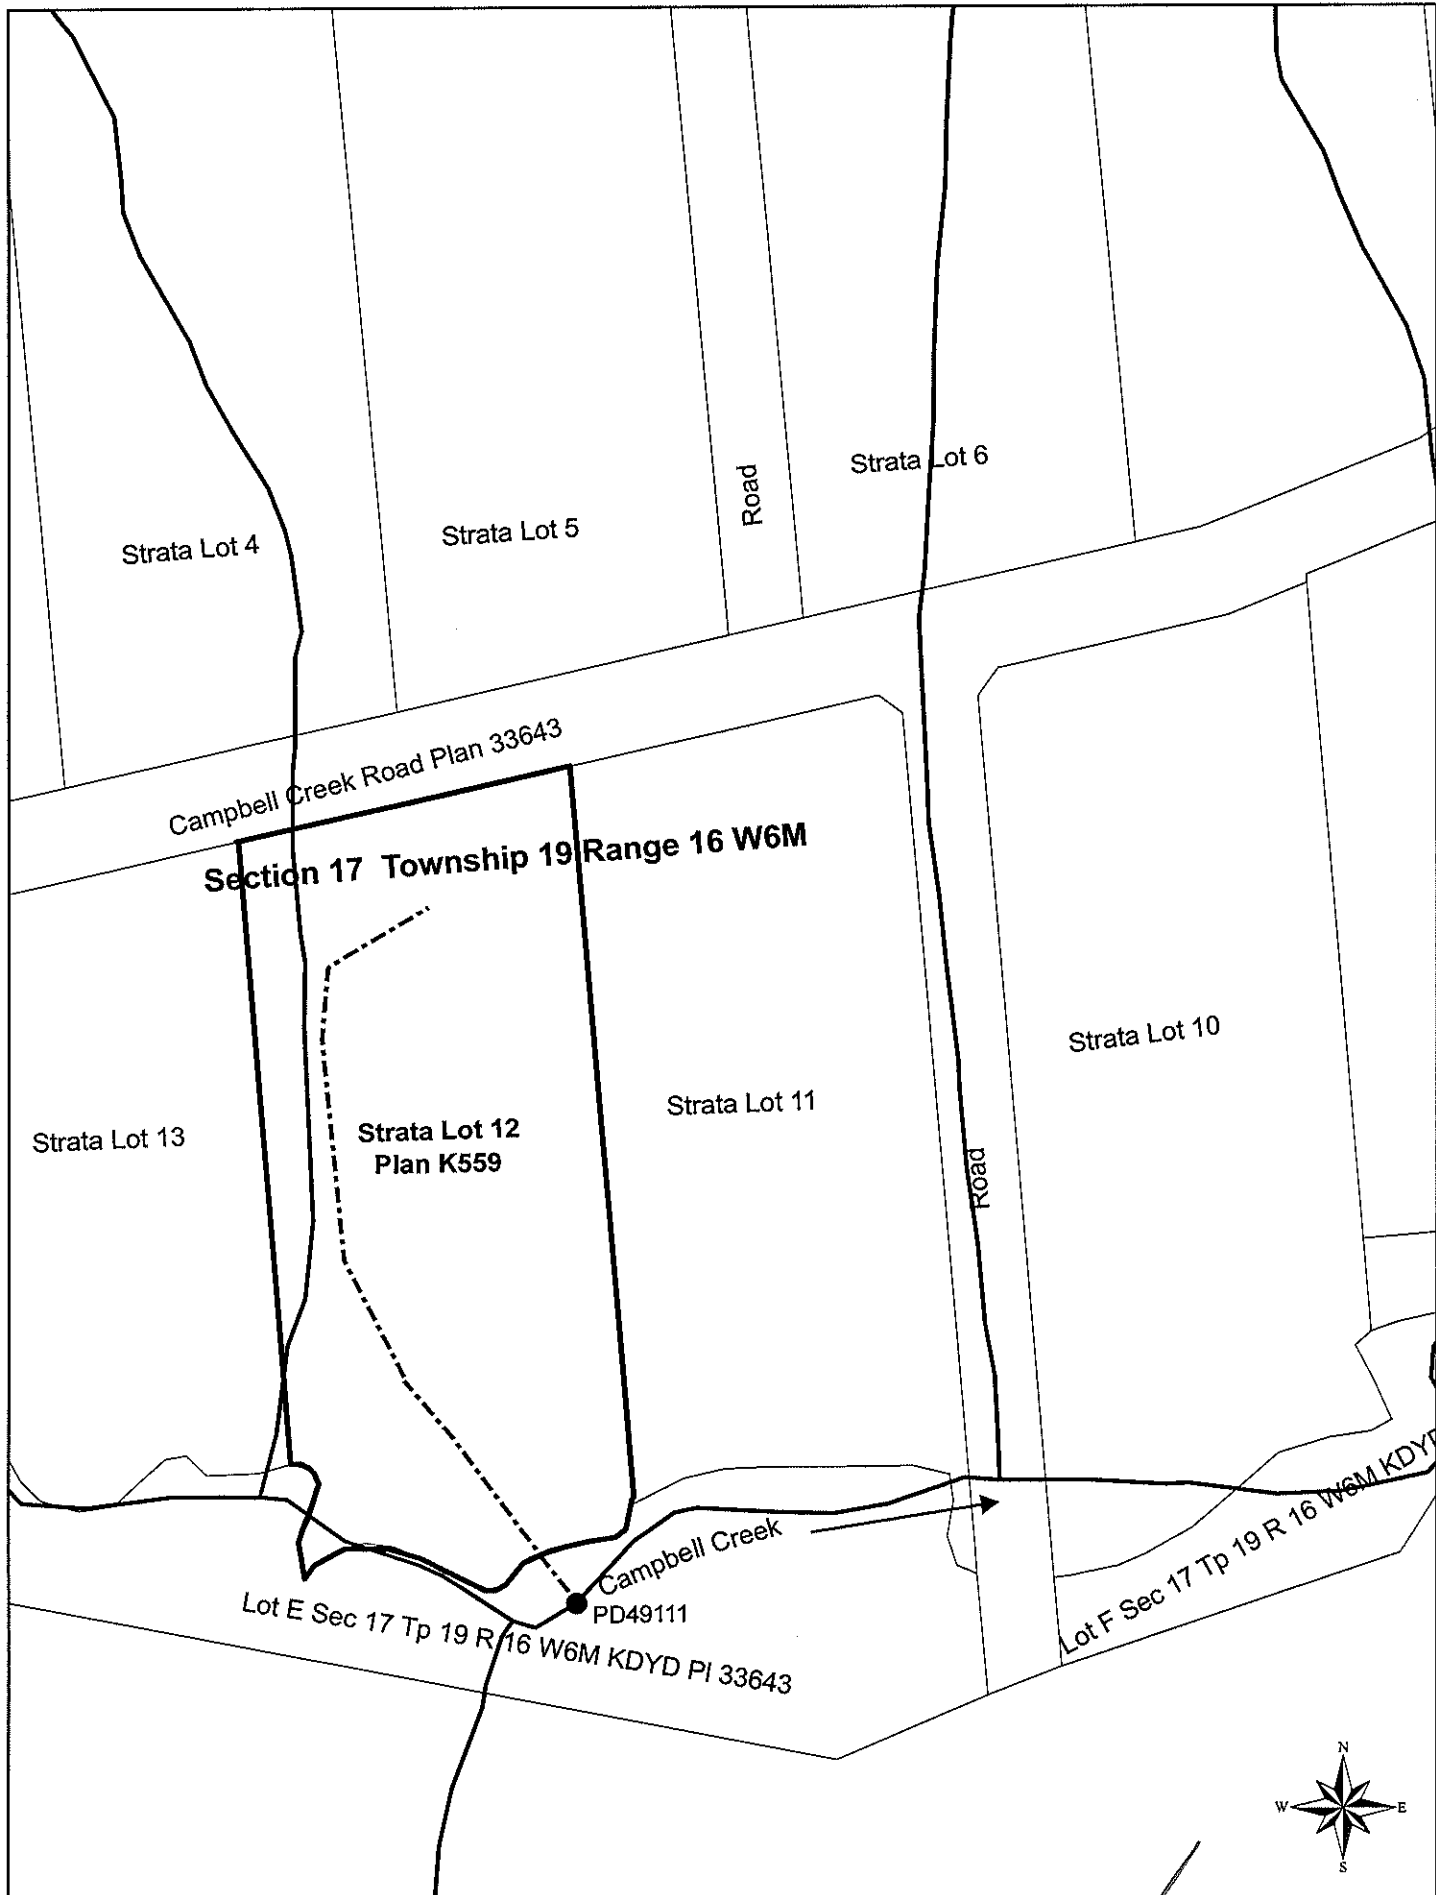 Strata Lot 6
Road
Strata Lot 5
Strata Lot 4
Campbell Creek Road Plan 33643
Section 17 Township 19 Range 16 W6M
Strata Lot 10
Strata Lot 11
Strata Lot 12
Plan K559
Strata Lot 13
Road
Campbell Creek
PD49111
Lot E Sec 17 Tp 19 R 16 W6M KDYD Pl 33643
Lot F Sec 17 Tp 19 R 16 W6M KDYD
N
W
E
S